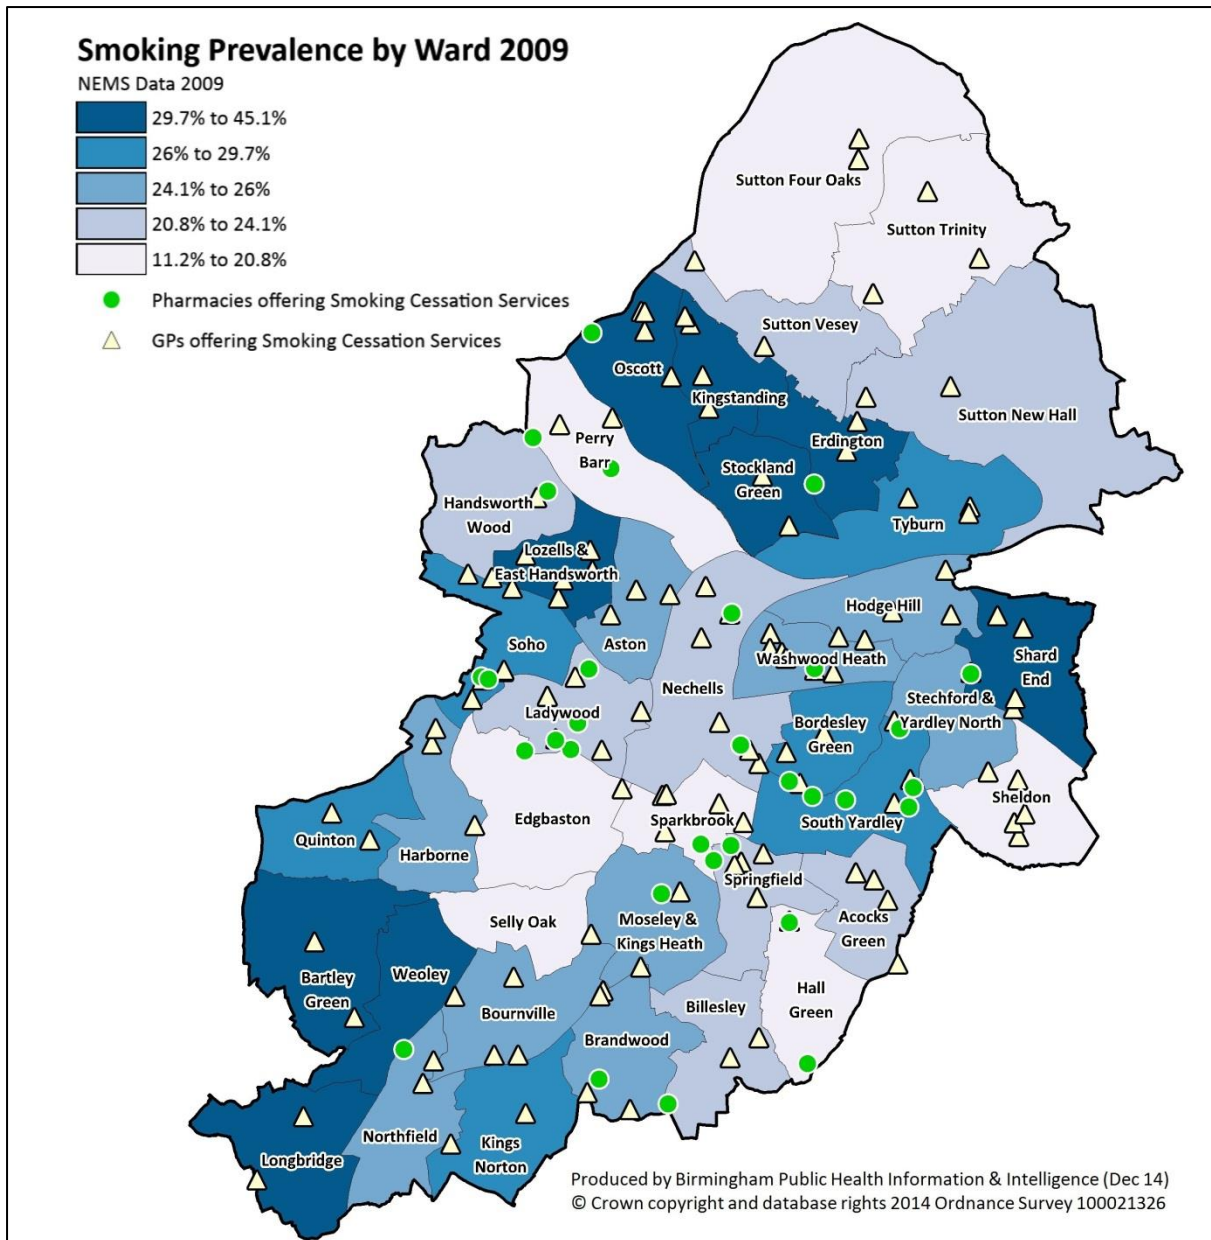 Smoking Prevalence by Ward 2009
NEMS Data 2009
29.7% to 45.1%
26% to 29.7%
24.1% to 26%
20.8% to 24.1%
11.2% to 20.8%
Pharmacies offering Smoking Cessation Services
GPs offering Smoking Cessation Services
Sutton Four Oaks
Sutton Trinity
Sutton Vesey
Oscott
Kingstanding
Sutton New Hall
Erdington
Perry
Barr
Stockland
Green
Handsworth
Wood
Tyburn
Lozells &
East Handsworth
Hodge Hill
Soho
Aston
Washwood Heath
Shard
End
Nechells
Stechford &
Yardley North
Ladywood
Bordesley
Green
Sheldon
Edgbaston
Sparkbrook
South Yardley
Quinton
Harborne
Springfield
Selly Oak
Moseley &
Kings Heath
Acocks
Green
Bartley
Green
Weoley
Hall
Green
Bournville
Billesley
Brandwood
Northfield
Kings
Norton
Longbridge
Produced by Birmingham Public Health Information & Intelligence (Dec 14)
© Crown copyright and database rights 2014 Ordnance Survey 100021326